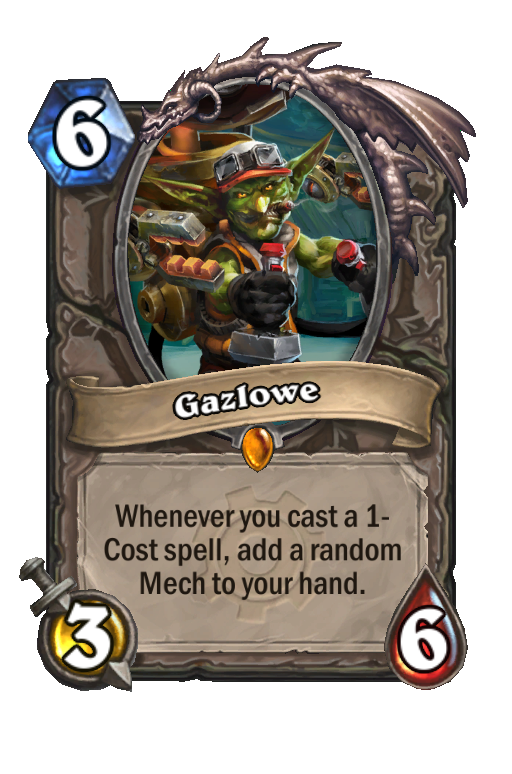 6
Gazlowe
Whenever you cast a 1-
Cost spell, add a random
Mech to your hand.
3
6